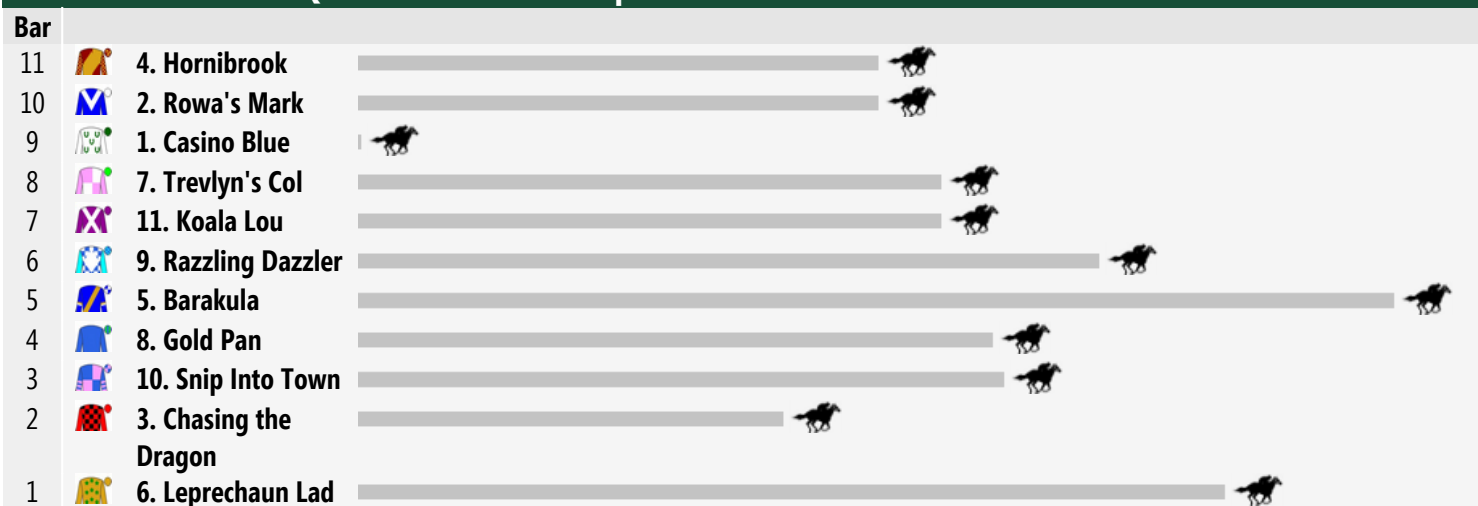 Bar
11 4. Hornibrook
10 2. Rowa's Mark
9 1. Casino Blue
8 7. Trevlyn's Col
7 11. Koala Lou
6 9. Razzling Dazzler
5 5. Barakula
4 8. Gold Pan
3 10. Snip Into Town
2 3. Chasing the
Dragon
1 6. Leprechaun Lad